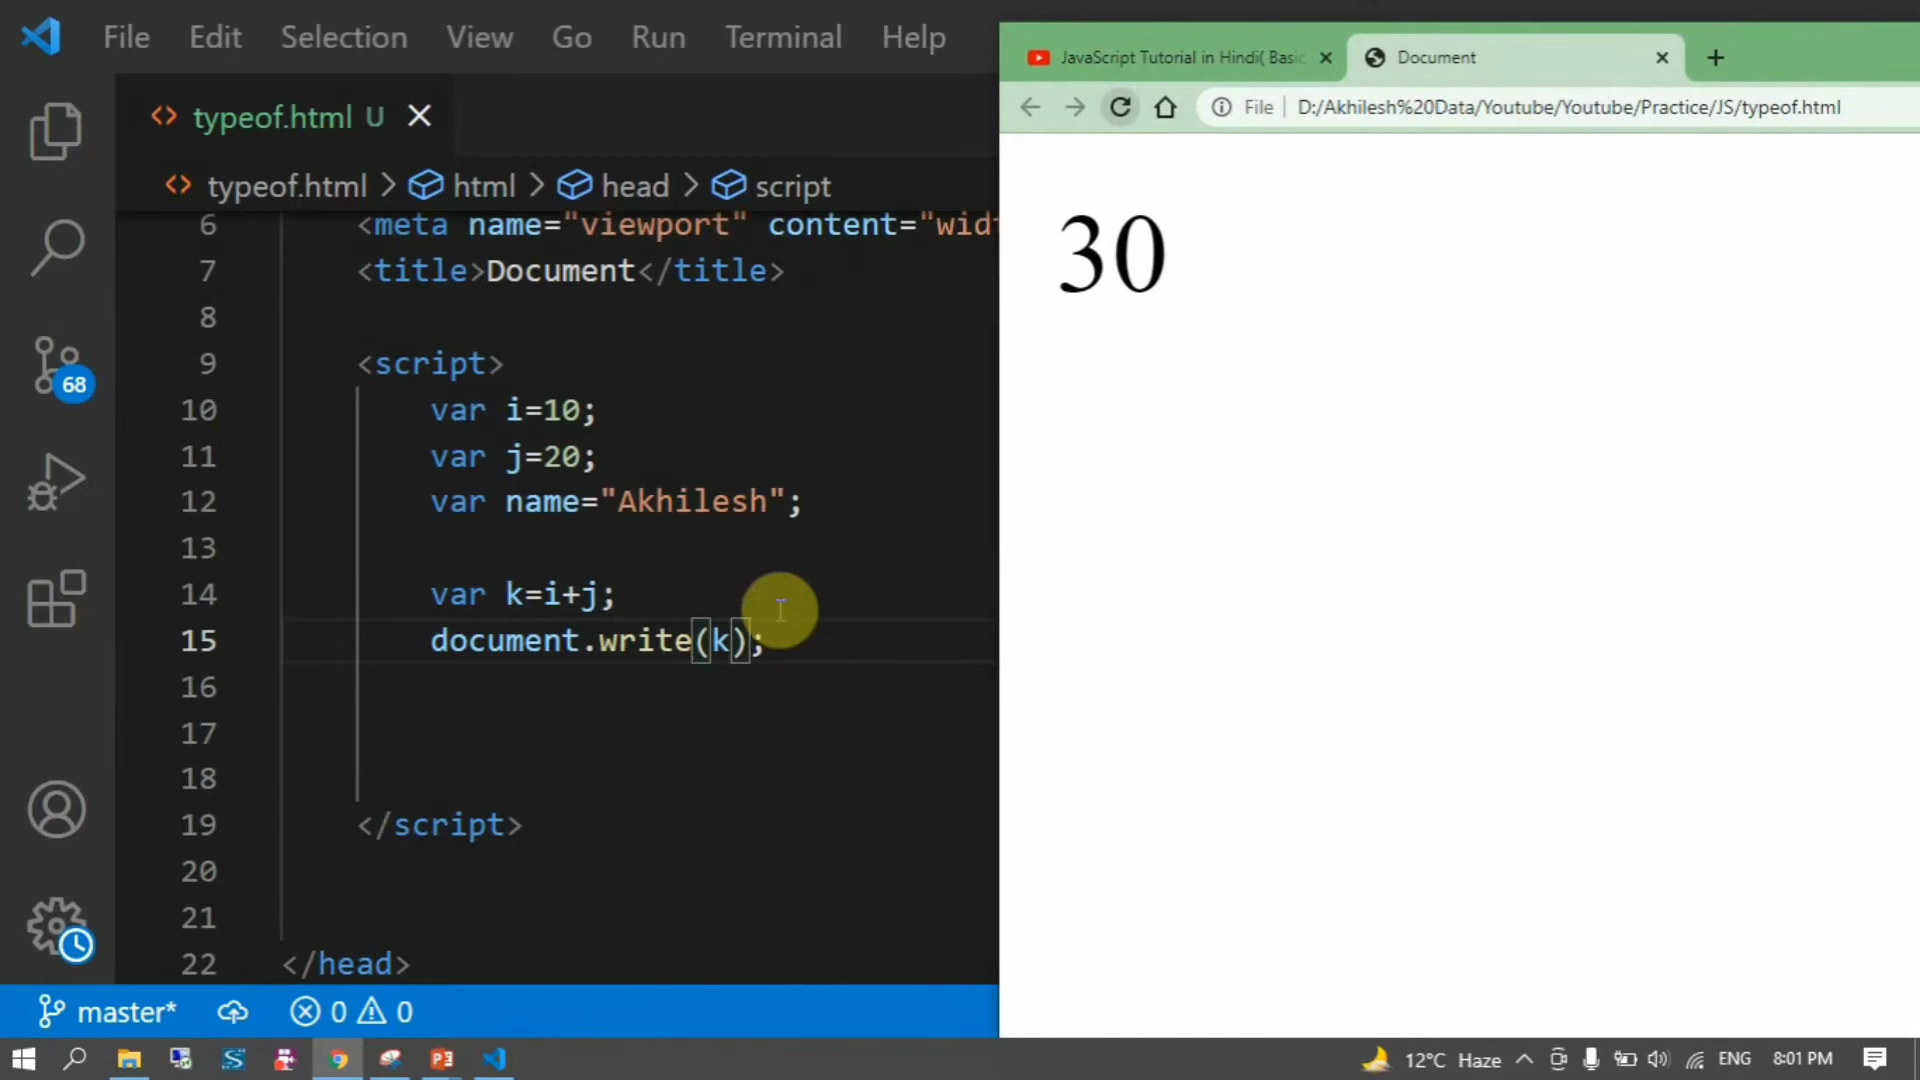 File Edit Selection View Go Run Terminal Help
typeof.html U
typeof.html > html > head > script
6 <meta name="viewport" content="widt
7 <title>Document</title>
8
9 <script>
10 var i=10;
11 var j=20;
12 var name="Akhilesh";
13
14 var k=i+j;
15 document.write(k);
16
17
18
19 </script>
20
21
22 </head>
68
master* 0 0
JavaScript Tutorial in Hindi( Basic
Document
File D:/Akhilesh%20Data/Youtube/Youtube/Practice/JS/typeof.html
30
12°C Haze ENG 8:01 PM